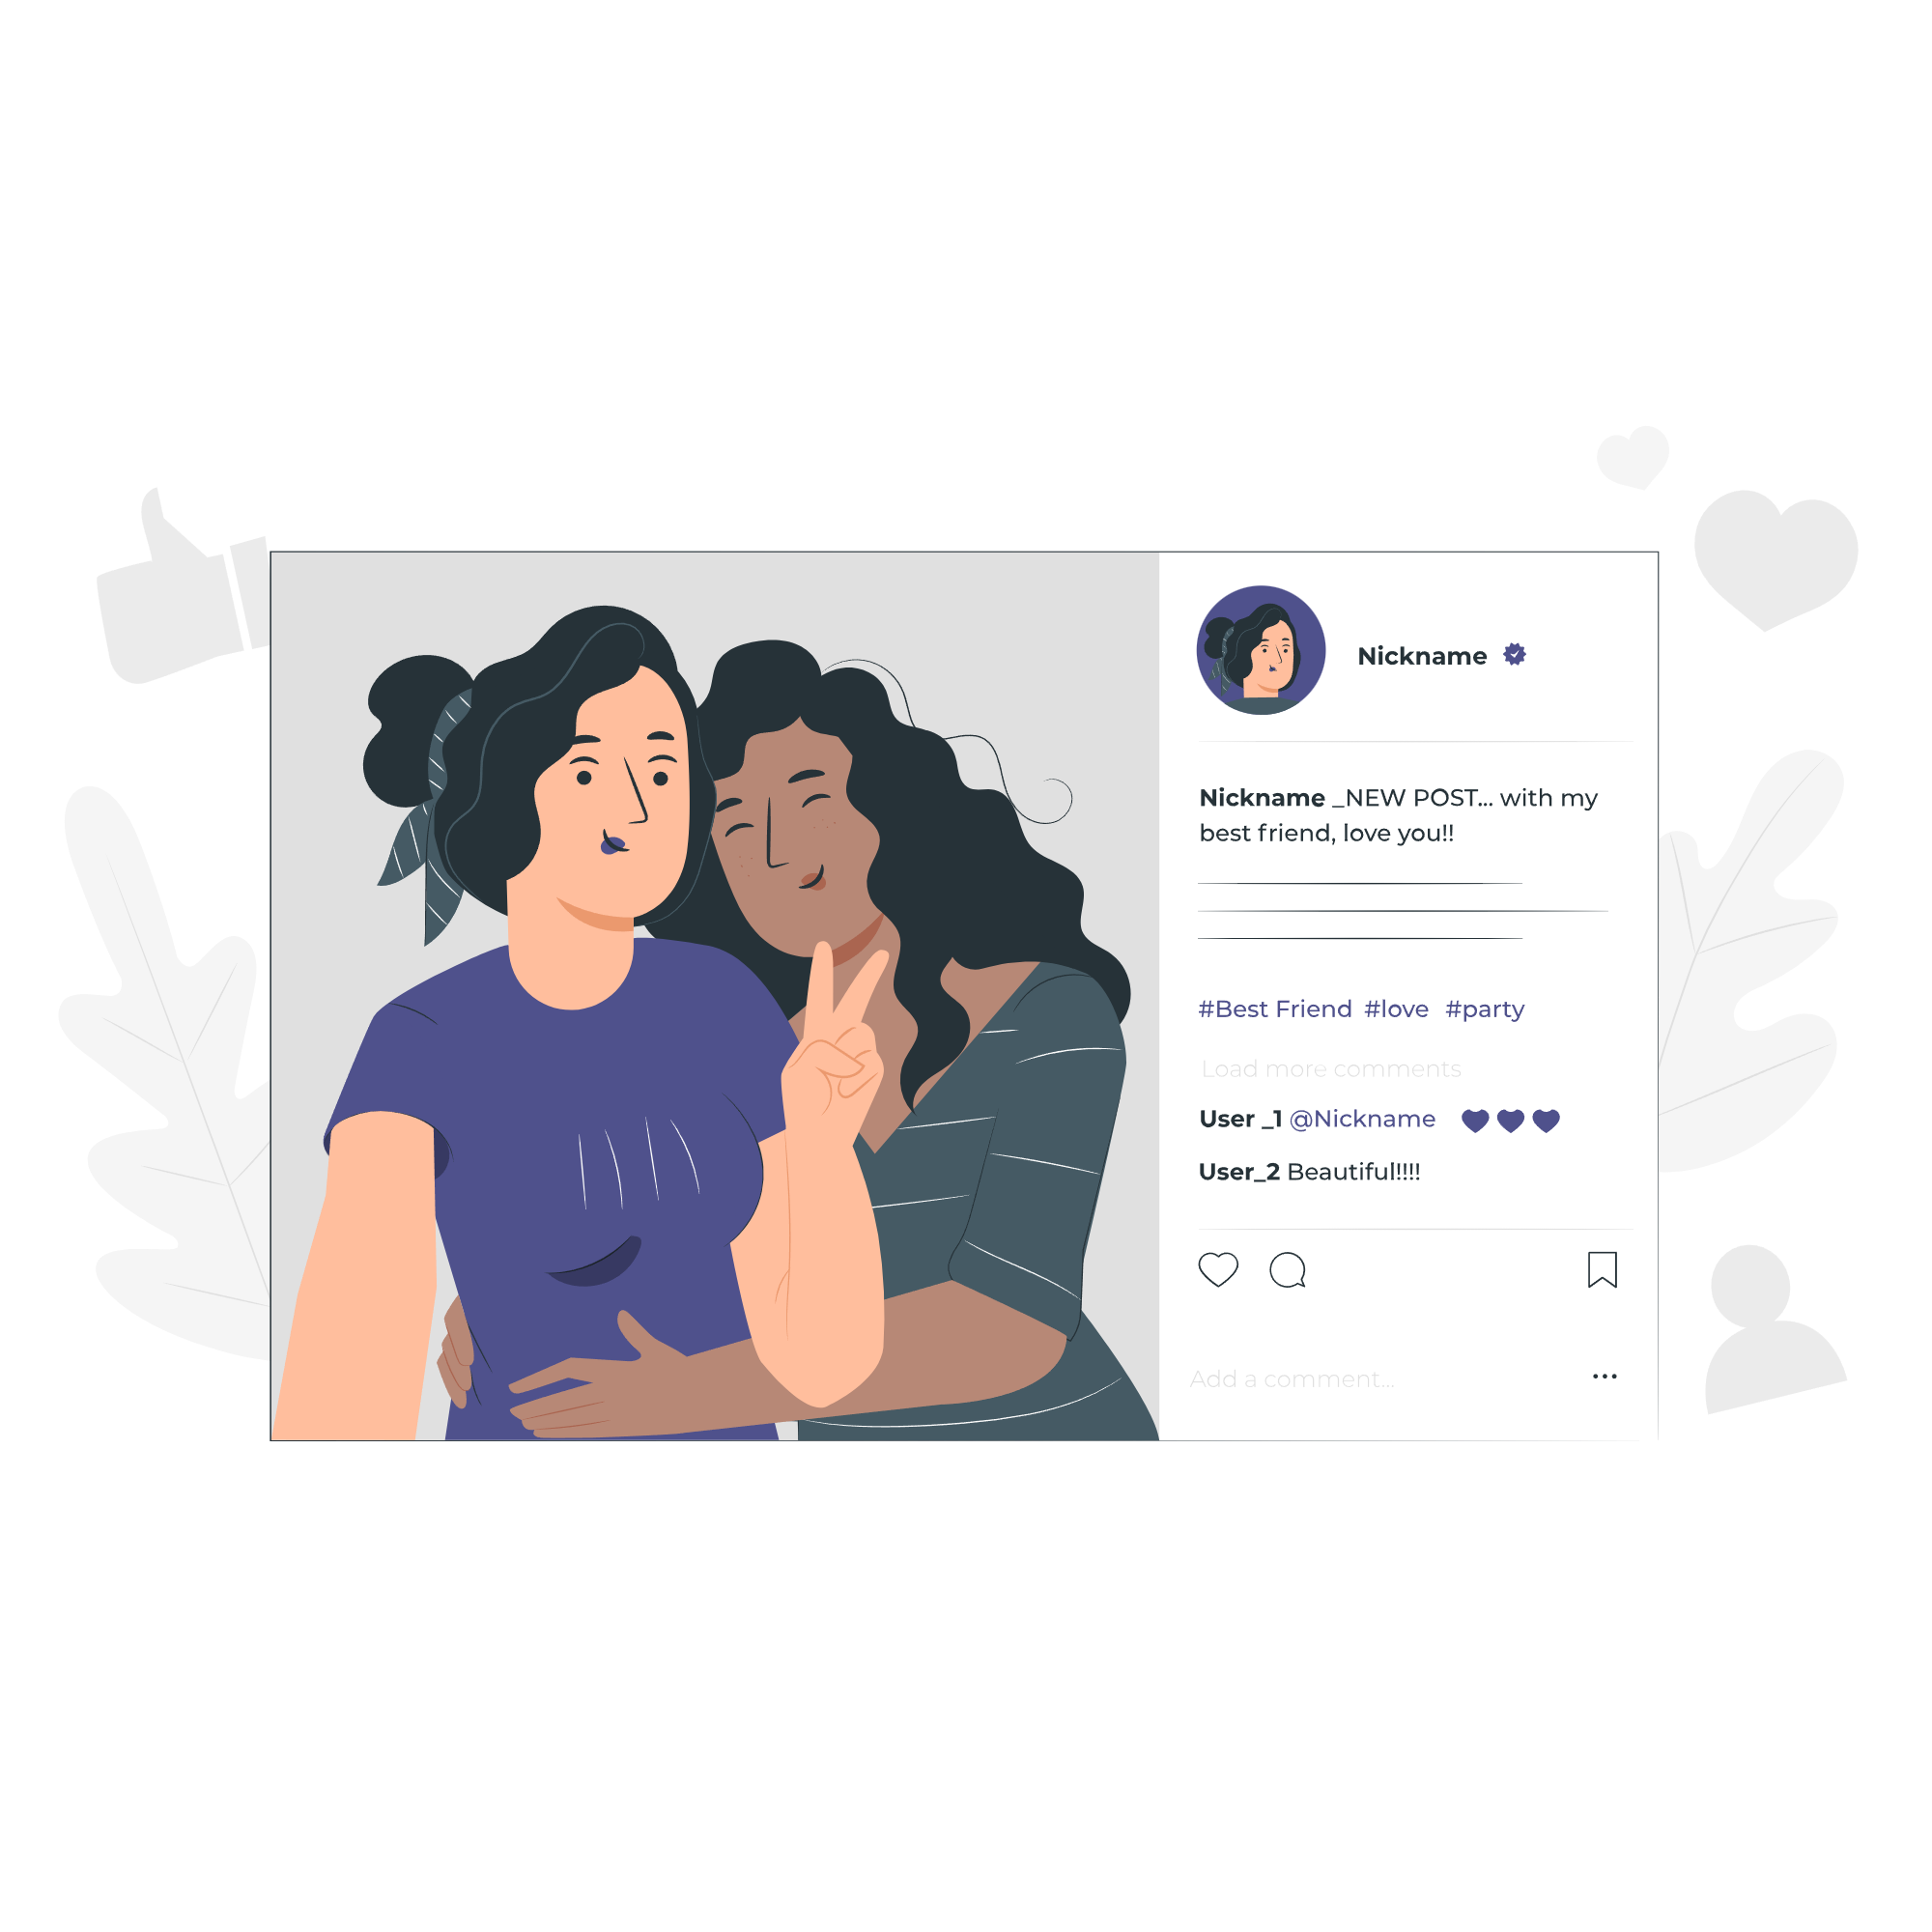 Nickname
Nickname _NEW POST... with my
best friend, love you!!
#Best Friend #love #party
Load more comments
User _1 @Nickname
User_2 Beautiful!!!!
Add a comment...